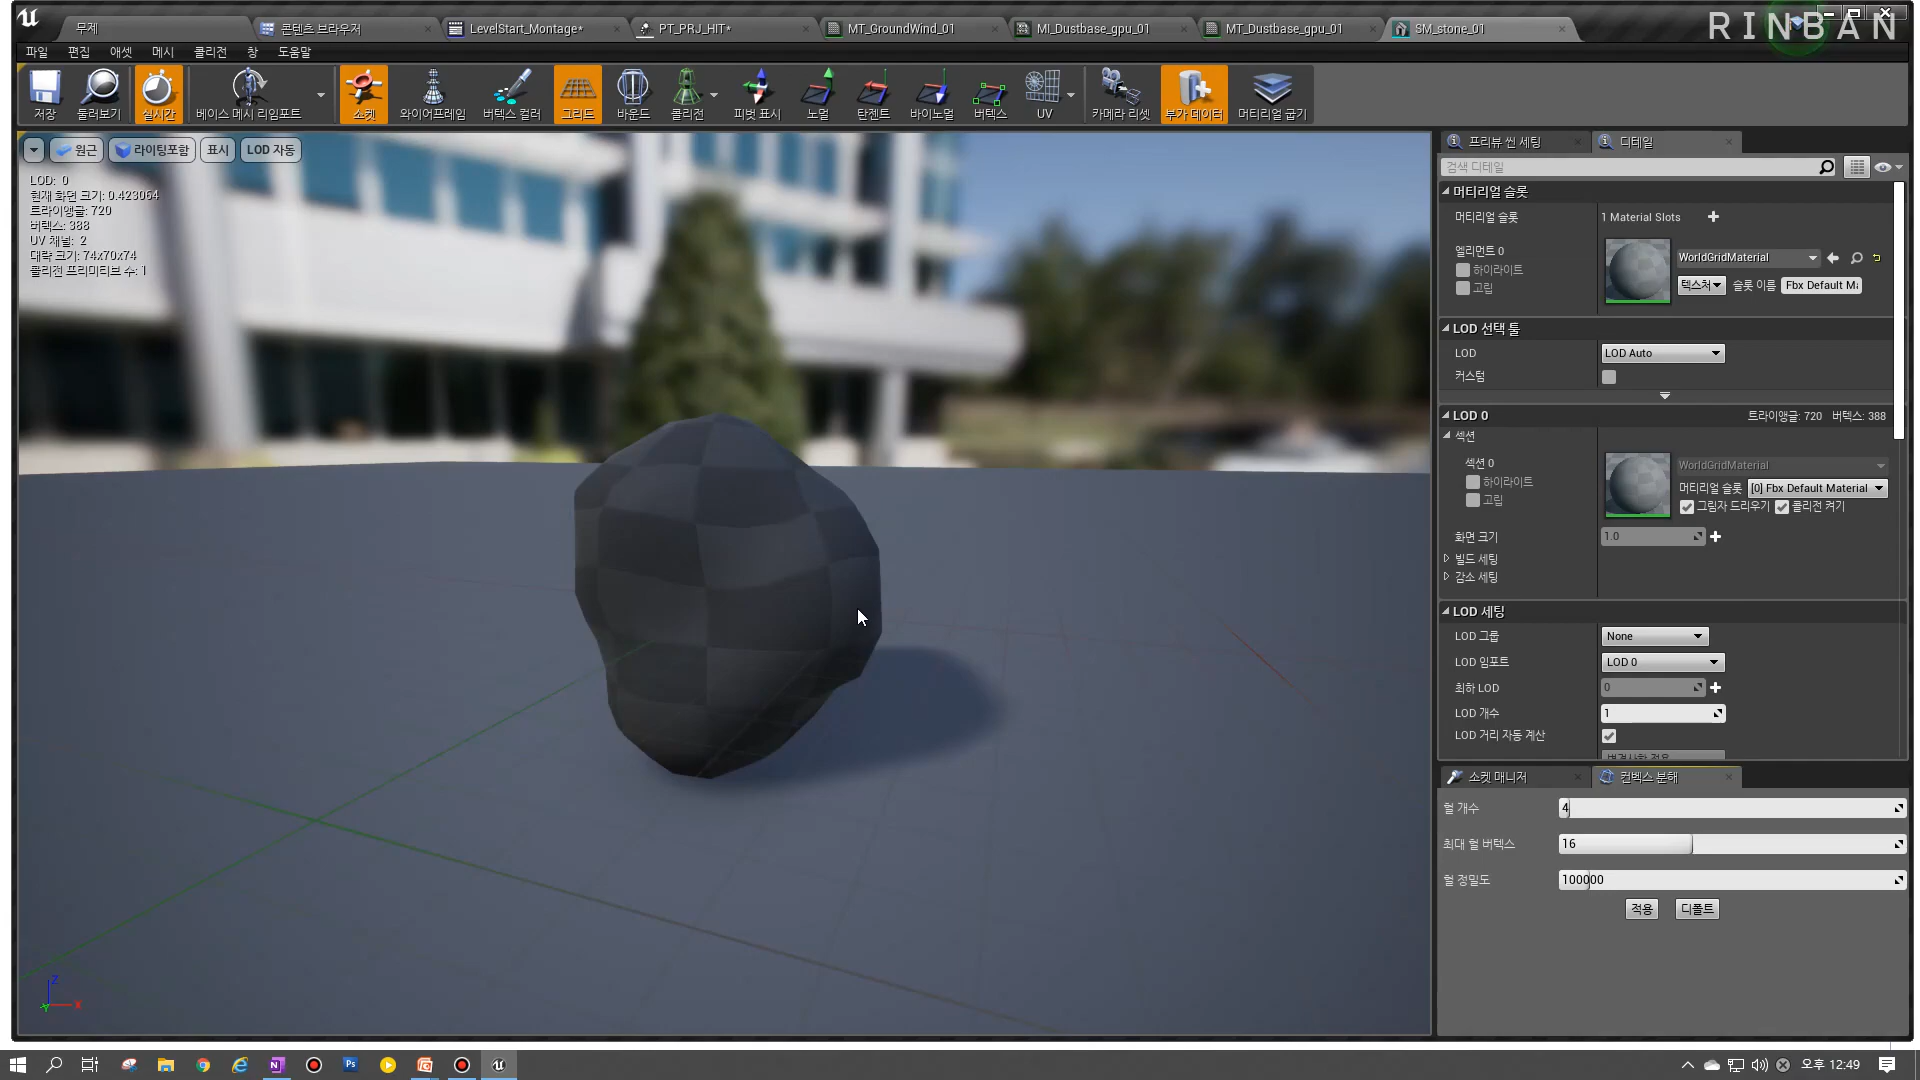 무제
콘텐츠 브라우저
LevelStart_Montage*
PT_PRJ_HIT*
MT_GroundWind_01
MI_Dustbase_gpu_01
MT_Dustbase_gpu_01
SM_stone_01
RINBAN
파일 편집 애셋 메시 콜리전 창 도움말
저장 둘러보기 실시간 베이스 메시 리임포트 소켓 와이어프레임 버텍스 컬러 그리드 바운드 콜리전 피벗 표시 노멀 탄젠트 바이노멀 버텍스 UV 카메라 리셋 부가 데이터 머티리얼 굽기
원근 라이팅포함 표시 LOD 자동
LOD: 0
현재 화면 크기: 0.423064
트라이앵글: 720
버텍스: 388
UV 채널: 2
대략 크기: 74x70x74
콜리전 프리미티브 수: 1
Z
X
Y
프리뷰 씬 세팅 디테일
검색 디테일
머티리얼 슬롯
머티리얼 슬롯 1 Material Slots
엘리먼트 0
하이라이트
고립
WorldGridMaterial
텍스처 슬롯 이름 Fbx Default Ma
LOD 선택 툴
LOD LOD Auto
커스텀
LOD 0 트라이앵글: 720 버텍스: 388
섹션
섹션 0
하이라이트
고립
WorldGridMaterial
머티리얼 슬롯 [0] Fbx Default Material
그림자 드리우기 콜리전 켜기
화면 크기 1.0
빌드 세팅
감소 세팅
LOD 세팅
LOD 그룹 None
LOD 임포트 LOD 0
최하 LOD 0
LOD 개수 1
LOD 거리 자동 계산
변경사항 적용
소켓 매니저 컨벡스 분해
헐 개수 4
최대 헐 버텍스 16
헐 정밀도 100000
적용 디폴트
오후 12:49